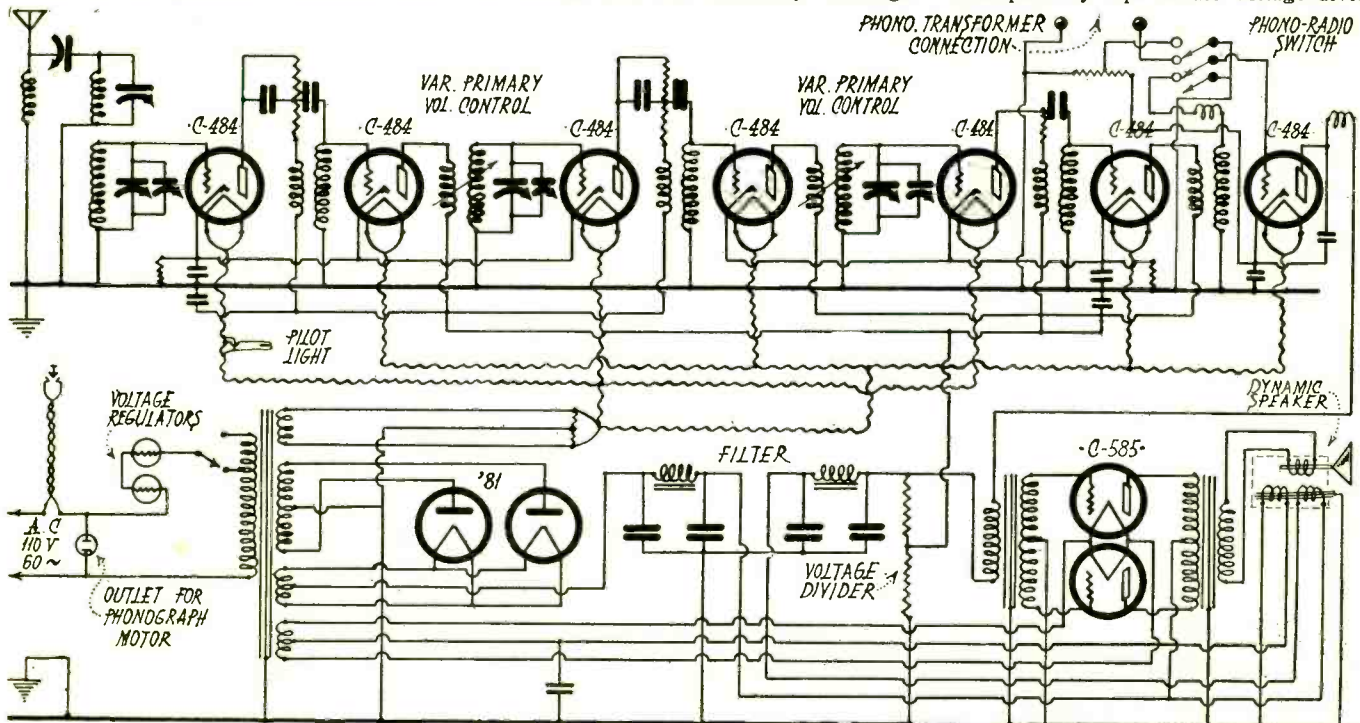 PHONO. TRANSFORMER
CONNECTION
PHONO-RADIO
SWITCH
VAR. PRIMARY
VOL. CONTROL
VAR. PRIMARY
VOL. CONTROL
C-484
C-484
C-484
C-484
C-484
C-484
C-484
PILOT
LIGHT
VOLTAGE
REGULATORS
DYNAMIC
SPEAKER
FILTER
C-585
'81
A.C
110 V
60 ~
VOLTAGE
DIVIDER
OUTLET FOR
PHONOGRAPH
MOTOR